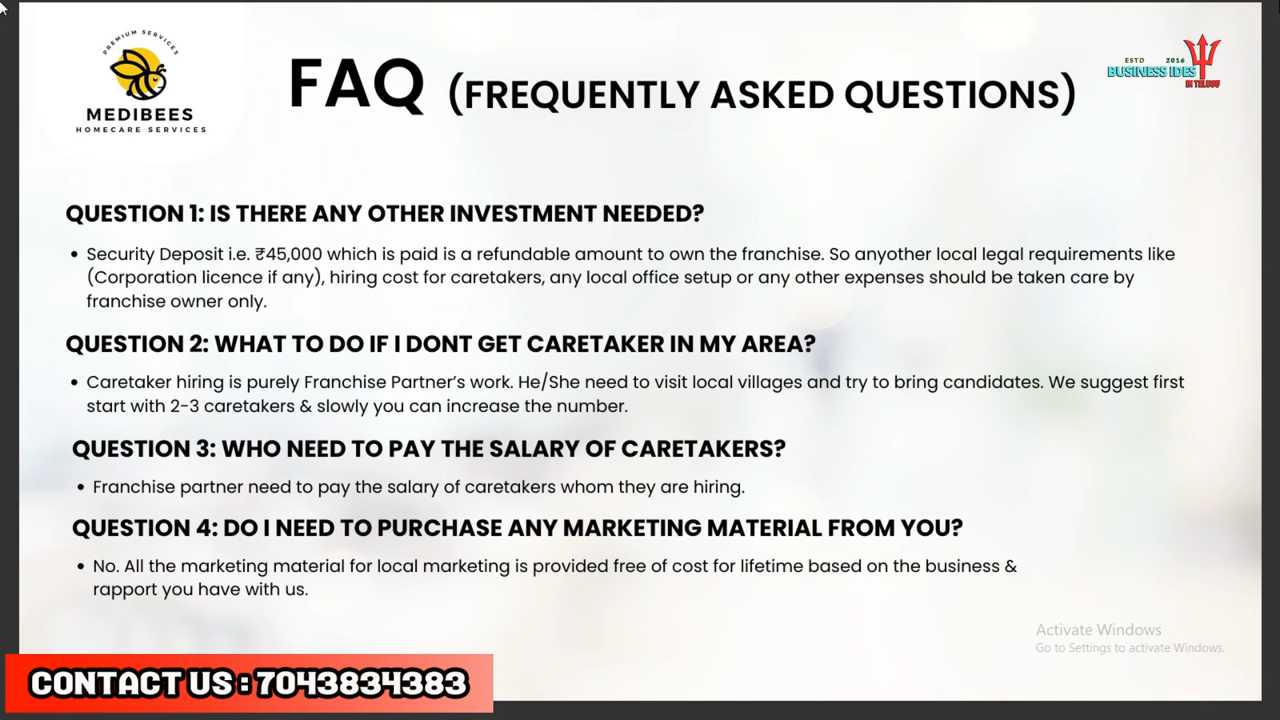 PREMIUM SERVICES
MEDIBEES
HOMECARE SERVICES
FAQ (FREQUENTLY ASKED QUESTIONS)
ESTD 2016
BUSINESS IDES
IN TELUGU
QUESTION 1: IS THERE ANY OTHER INVESTMENT NEEDED?
• Security Deposit i.e. ₹45,000 which is paid is a refundable amount to own the franchise. So anyother local legal requirements like
(Corporation licence if any), hiring cost for caretakers, any local office setup or any other expenses should be taken care by
franchise owner only.
QUESTION 2: WHAT TO DO IF I DONT GET CARETAKER IN MY AREA?
• Caretaker hiring is purely Franchise Partner's work. He/She need to visit local villages and try to bring candidates. We suggest first
start with 2-3 caretakers & slowly you can increase the number.
QUESTION 3: WHO NEED TO PAY THE SALARY OF CARETAKERS?
• Franchise partner need to pay the salary of caretakers whom they are hiring.
QUESTION 4: DO I NEED TO PURCHASE ANY MARKETING MATERIAL FROM YOU?
• No. All the marketing material for local marketing is provided free of cost for lifetime based on the business &
rapport you have with us.
Activate Windows
Go to Settings to activate Windows.
CONTACT US : 7043834383